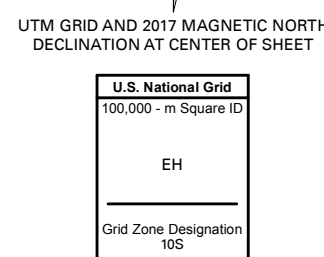 UTM GRID AND 2017 MAGNETIC NORTH
DECLINATION AT CENTER OF SHEET
U.S. National Grid
100,000 - m Square ID
EH
Grid Zone Designation
10S